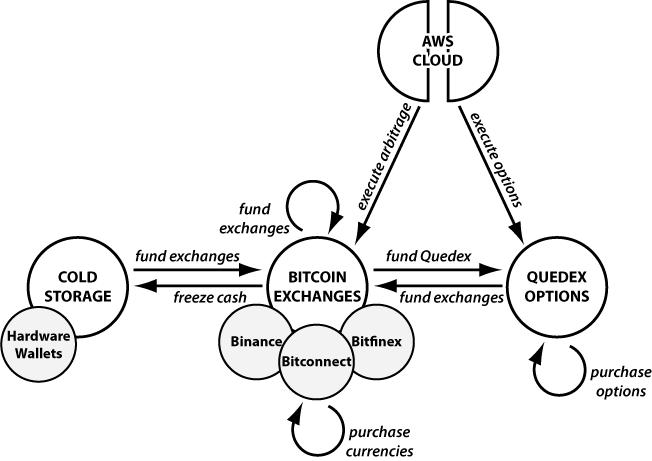 AWS
CLOUD
execute arbitrage
execute options
fund
exchanges
fund exchanges
freeze cash
fund Quedex
fund exchanges
COLD
STORAGE
BITCOIN
EXCHANGES
QUEDEX
OPTIONS
Hardware
Wallets
Binance
Bitconnect
Bitfinex
purchase
options
purchase
currencies